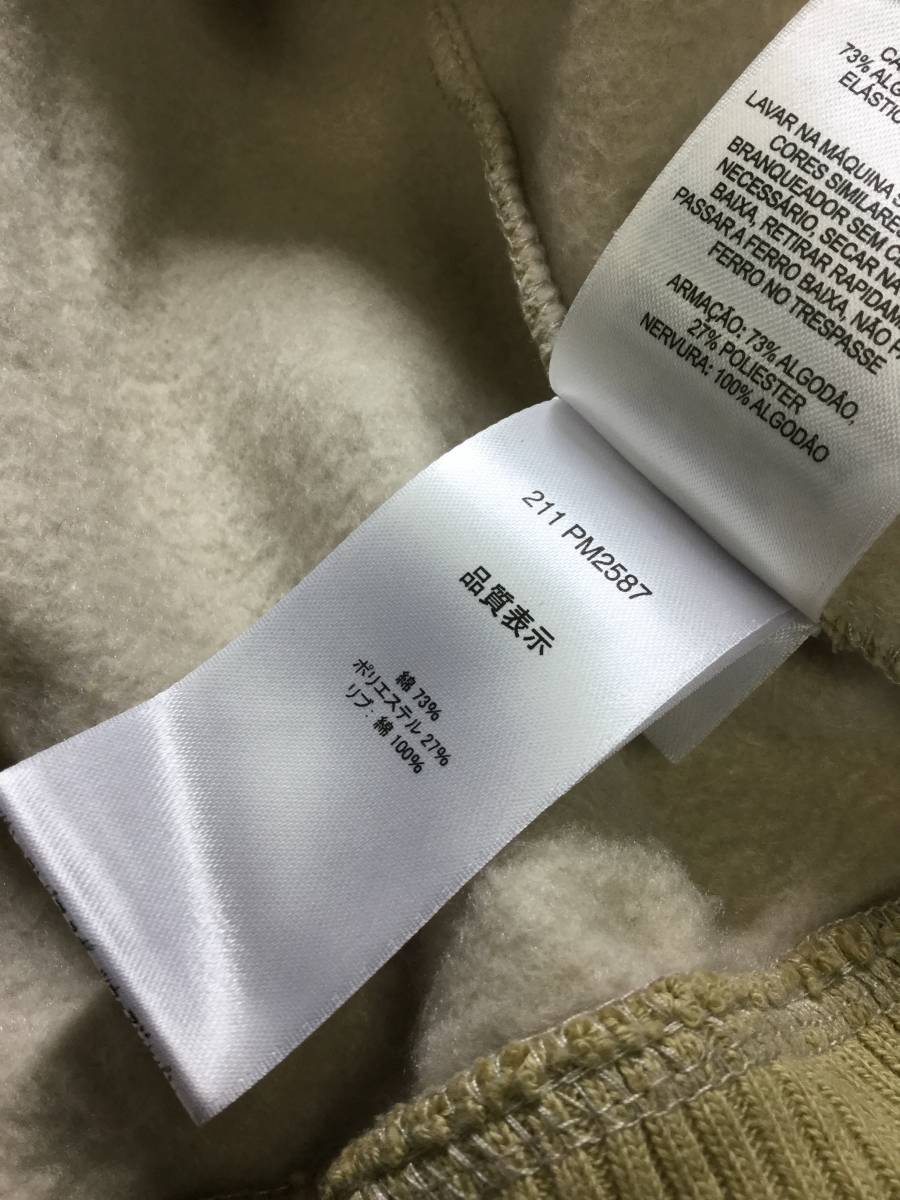 CA
73% ALG
ELÁSTIC
LAVAR NA MÁQUINA S
CORES SIMILARES
BRANQUEADOR SEM CL
NECESSÁRIO, SECAR NA
BAIXA, RETIRAR RAPIDAM
PASSAR A FERRO BAIXA, NÃO P
FERRO NO TRESPASSE
ARMAÇÃO: 73% ALGODÃO,
27% POLIESTER
NERVURA: 100% ALGODÃO
211 PM2587
品質表示
綿 73%
ポリエステル 27%
リブ：綿 100%